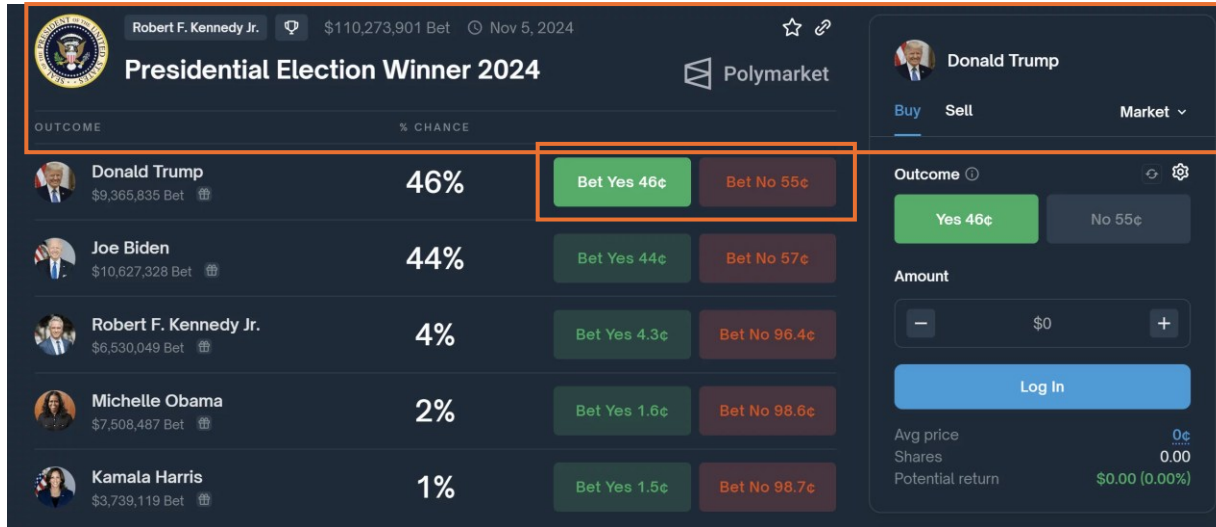 Robert F. Kennedy Jr. $110,273,901 Bet Nov 5, 2024
Presidential Election Winner 2024
Polymarket
OUTCOME % CHANCE
Donald Trump
$9,365,835 Bet
46%
Bet Yes 46¢ Bet No 55¢
Joe Biden
$10,627,328 Bet
44%
Bet Yes 44¢ Bet No 57¢
Robert F. Kennedy Jr.
$6,530,049 Bet
4%
Bet Yes 4.3¢ Bet No 96.4¢
Michelle Obama
$7,508,487 Bet
2%
Bet Yes 1.6¢ Bet No 98.6¢
Kamala Harris
$3,739,119 Bet
1%
Bet Yes 1.5¢ Bet No 98.7¢
Donald Trump
Buy Sell Market
Outcome
Yes 46¢ No 55¢
Amount
− $0 +
Log In
Avg price 0¢
Shares 0.00
Potential return $0.00 (0.00%)